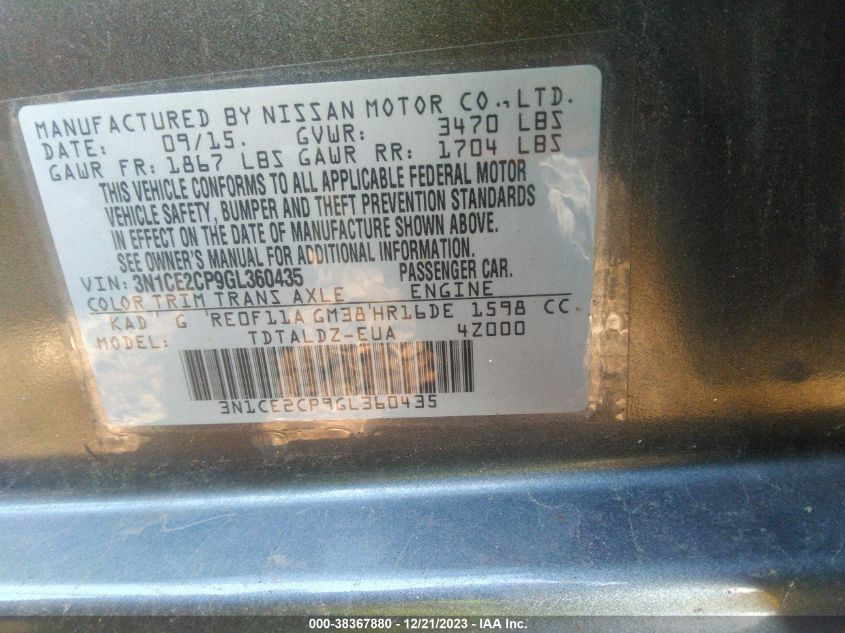 MANUFACTURED BY NISSAN MOTOR CO., LTD.
DATE: 09/15. GVWR: 3470 LBS
GAWR FR: 1867 LBS GAWR RR: 1704 LBS
THIS VEHICLE CONFORMS TO ALL APPLICABLE FEDERAL MOTOR
VEHICLE SAFETY, BUMPER AND THEFT PREVENTION STANDARDS
IN EFFECT ON THE DATE OF MANUFACTURE SHOWN ABOVE.
SEE OWNER'S MANUAL FOR ADDITIONAL INFORMATION.
VIN: 3N1CE2CP9GL360435 PASSENGER CAR.
COLOR TRIM TRANS AXLE ENGINE
KAD G RE0F11A GM38 HR16DE 1598 CC
MODEL: TDTALDZ-EUA 4Z000
3N1CE2CP9GL360435
000-38367880 - 12/21/2023 - IAA Inc.